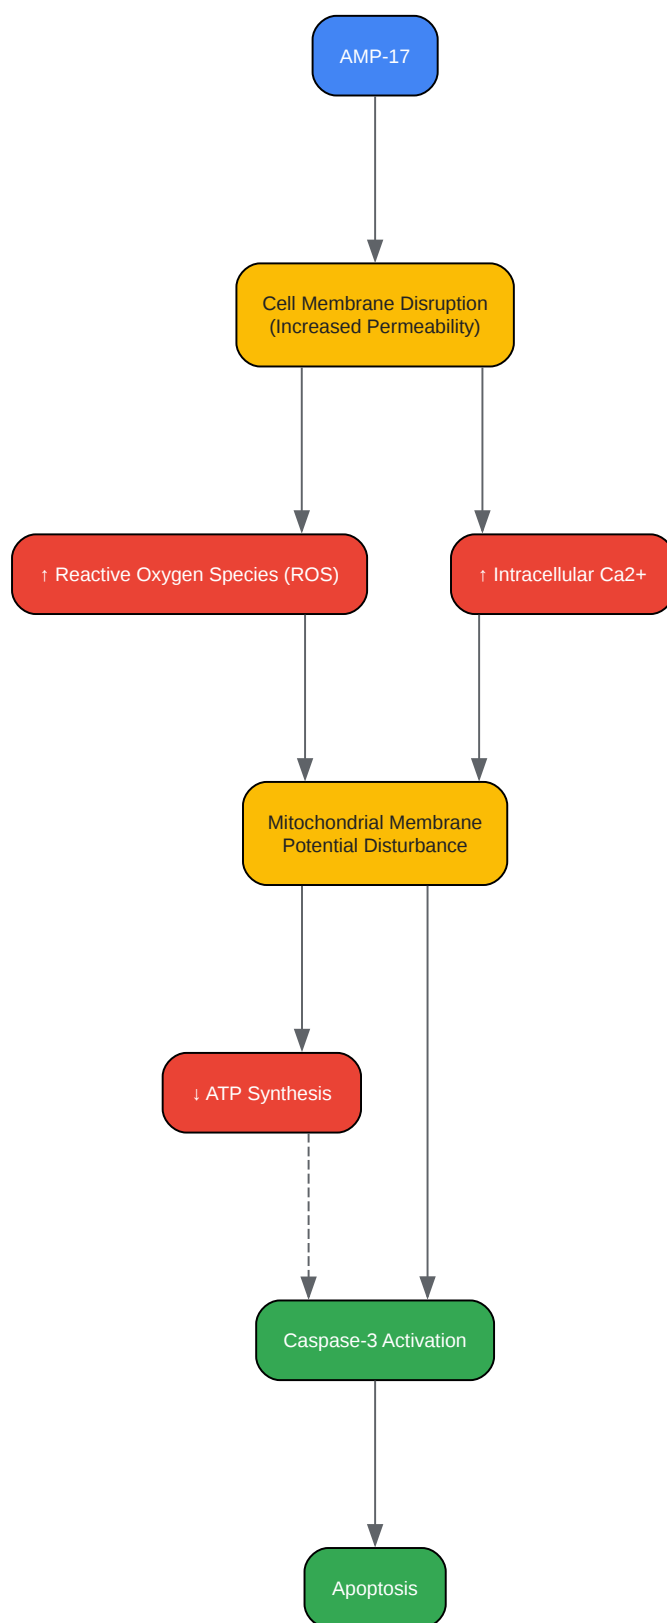 AMP-17
Cell Membrane Disruption
(Increased Permeability)
↑ Reactive Oxygen Species (ROS)
↑ Intracellular Ca2+
Mitochondrial Membrane
Potential Disturbance
↓ ATP Synthesis
Caspase-3 Activation
Apoptosis